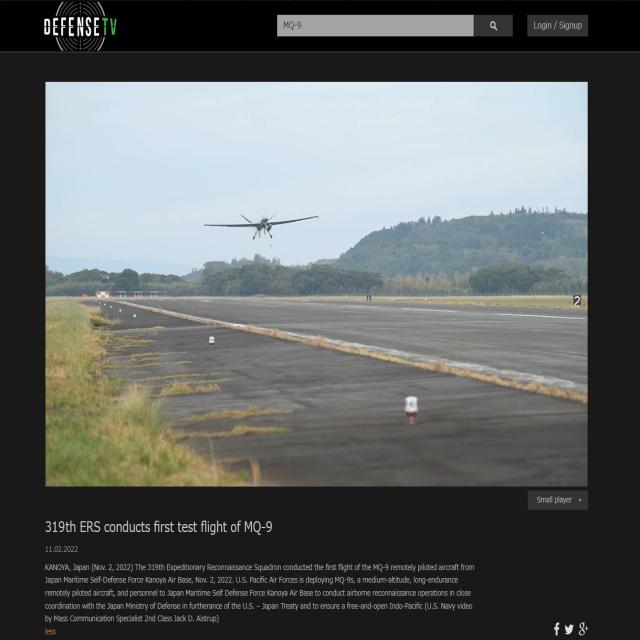 DEFENSETV
MQ-9
Login / Signup
2
Small player
319th ERS conducts first test flight of MQ-9
11.02.2022
KANOYA, Japan (Nov. 2, 2022) The 319th Expeditionary Reconnaissance Squadron conducted the first flight of the MQ-9 remotely piloted aircraft from
Japan Maritime Self-Defense Force Kanoya Air Base, Nov. 2, 2022. U.S. Pacific Air Forces is deploying MQ-9s, a medium-altitude, long-endurance
remotely piloted aircraft, and personnel to Japan Maritime Self Defense Force Kanoya Air Base to conduct airborne reconnaissance operations in close
coordination with the Japan Ministry of Defense in furtherance of the U.S. – Japan Treaty and to ensure a free-and-open Indo-Pacific (U.S. Navy video
by Mass Communication Specialist 2nd Class Jack D. Aistrup)
less